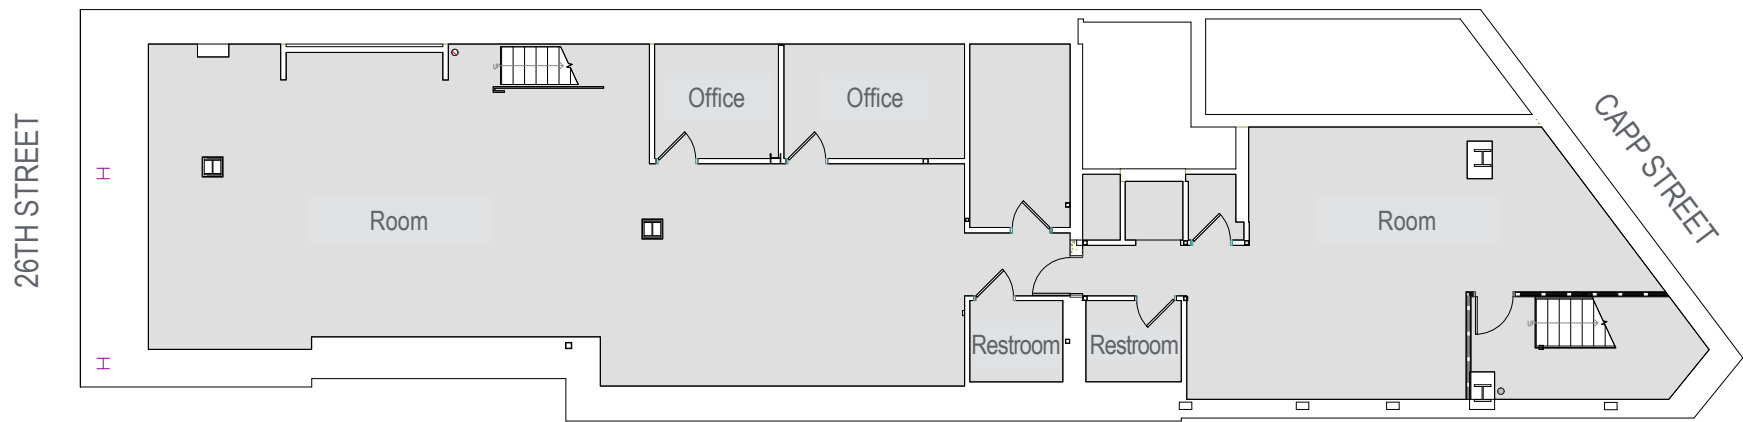 26TH STREET
Office
Office
Room
Room
Restroom
Restroom
CAPP STREET